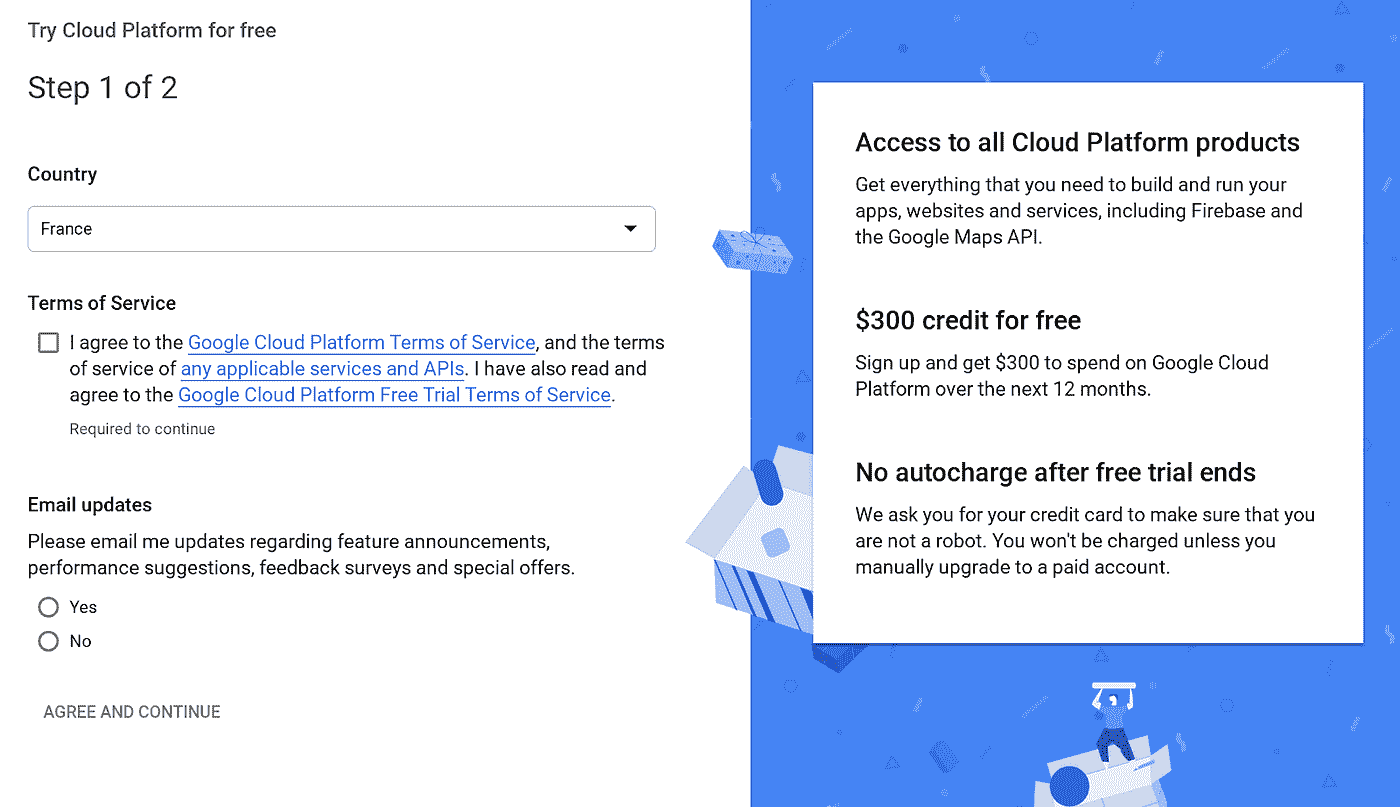 Try Cloud Platform for free
Step 1 of 2
Country
France
Terms of Service
I agree to the Google Cloud Platform Terms of Service, and the terms
of service of any applicable services and APIs. I have also read and
agree to the Google Cloud Platform Free Trial Terms of Service.
Required to continue
Email updates
Please email me updates regarding feature announcements,
performance suggestions, feedback surveys and special offers.
Yes
No
AGREE AND CONTINUE
Access to all Cloud Platform products
Get everything that you need to build and run your
apps, websites and services, including Firebase and
the Google Maps API.
$300 credit for free
Sign up and get $300 to spend on Google Cloud
Platform over the next 12 months.
No autocharge after free trial ends
We ask you for your credit card to make sure that you
are not a robot. You won't be charged unless you
manually upgrade to a paid account.